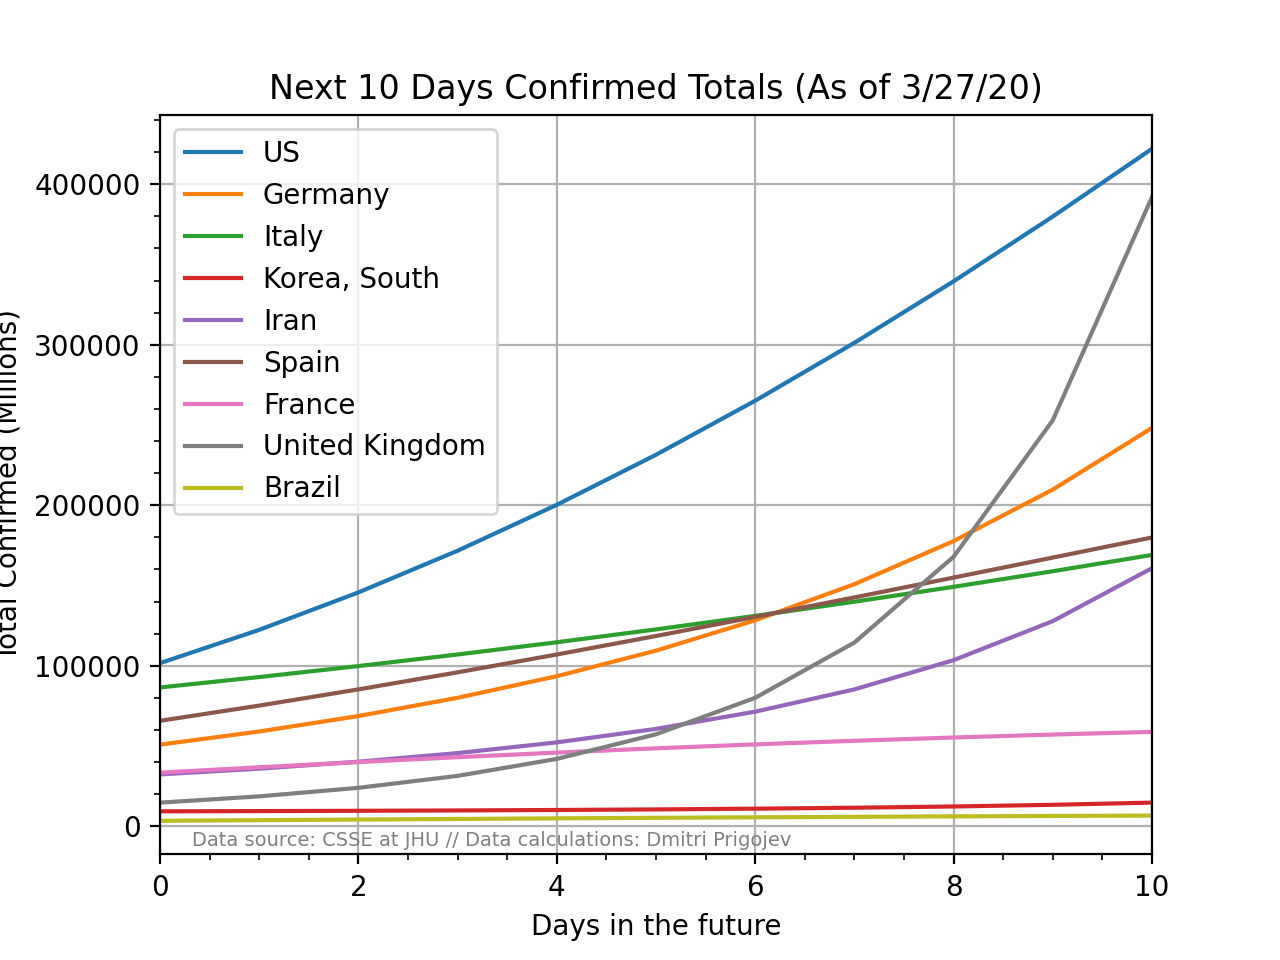 Next 10 Days Confirmed Totals (As of 3/27/20)
US
Germany
Italy
Korea, South
Iran
Spain
France
United Kingdom
Brazil
400000
300000
200000
100000
0
Total Confirmed (Millions)
Data source: CSSE at JHU // Data calculations: Dmitri Prigojev
0 2 4 6 8 10
Days in the future